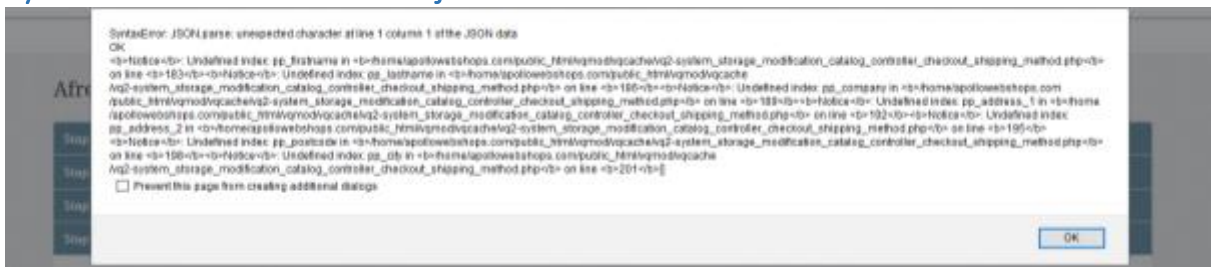 SyntaxError: JSON.parse: unexpected character at line 1 column 1 of the JSON data
OK
<b>Notice</b>: Undefined index: pp_firstname in <b>/home/apollowebshops.com/public_html/vqmod/vqcache/vq2-system_storage_modification_catalog_controller_checkout_shipping_method.php</b>
on line <b>183</b><b>Notice</b>: Undefined index: pp_lastname in <b>/home/apollowebshops.com/public_html/vqmod/vqcache
/vq2-system_storage_modification_catalog_controller_checkout_shipping_method.php</b> on line <b>186</b><b>Notice</b>: Undefined index: pp_company in <b>/home/apollowebshops.com
/public_html/vqmod/vqcache/vq2-system_storage_modification_catalog_controller_checkout_shipping_method.php</b> on line <b>189</b><b>Notice</b>: Undefined index: pp_address_1 in <b>/home
/apollowebshops.com/public_html/vqmod/vqcache/vq2-system_storage_modification_catalog_controller_checkout_shipping_method.php</b> on line <b>192</b><b>Notice</b>: Undefined index:
pp_address_2 in <b>/home/apollowebshops.com/public_html/vqmod/vqcache/vq2-system_storage_modification_catalog_controller_checkout_shipping_method.php</b> on line <b>195</b>
<b>Notice</b>: Undefined index: pp_postcode in <b>/home/apollowebshops.com/public_html/vqmod/vqcache/vq2-system_storage_modification_catalog_controller_checkout_shipping_method.php</b>
on line <b>198</b><b>Notice</b>: Undefined index: pp_city in <b>/home/apollowebshops.com/public_html/vqmod/vqcache
/vq2-system_storage_modification_catalog_controller_checkout_shipping_method.php</b> on line <b>201</b>[]
Prevent this page from creating additional dialogs
OK
Afre
Stap
Stap
Stap
Stap